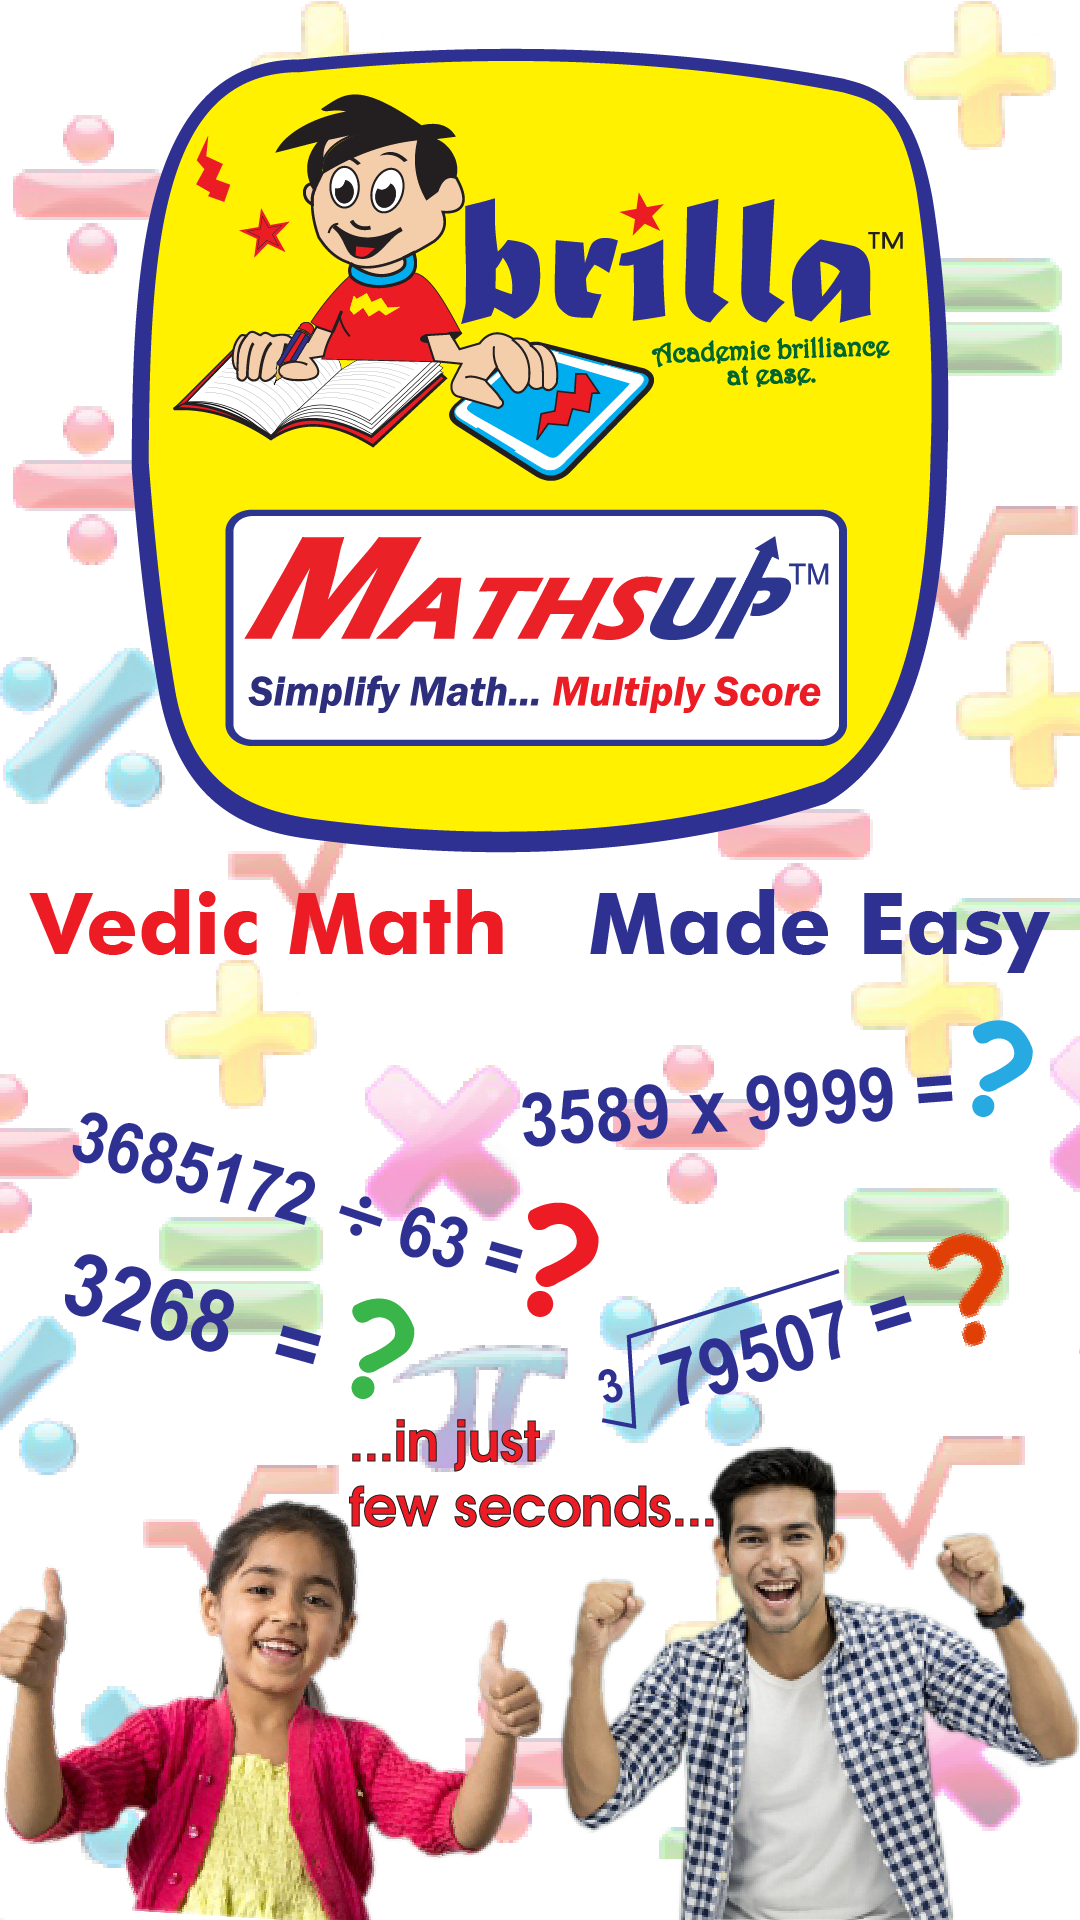 brilla™
Academic brilliance
at ease.
MATHSUP™
Simplify Math... Multiply Score
Vedic Math Made Easy
3589 x 9999 = ?
3685172 ÷ 63 = ?
3268 = ?
3 79507 = ?
...in just
few seconds...